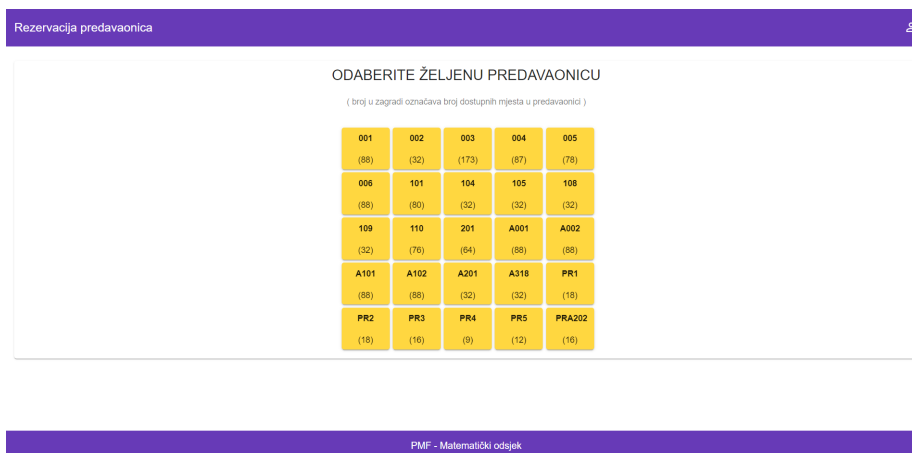 Rezervacija predavaonica
ODABERITE ŽELJENU PREDAVAONICU
( broj u zagradi označava broj dostupnih mjesta u predavaonici )
001 002 003 004 005
(88) (32) (173) (87) (78)
006 101 104 105 108
(88) (80) (32) (32) (32)
109 110 201 A001 A002
(32) (76) (64) (88) (88)
A101 A102 A201 A318 PR1
(88) (88) (32) (32) (18)
PR2 PR3 PR4 PR5 PRA202
(18) (16) (9) (12) (16)
PMF - Matematički odsjek